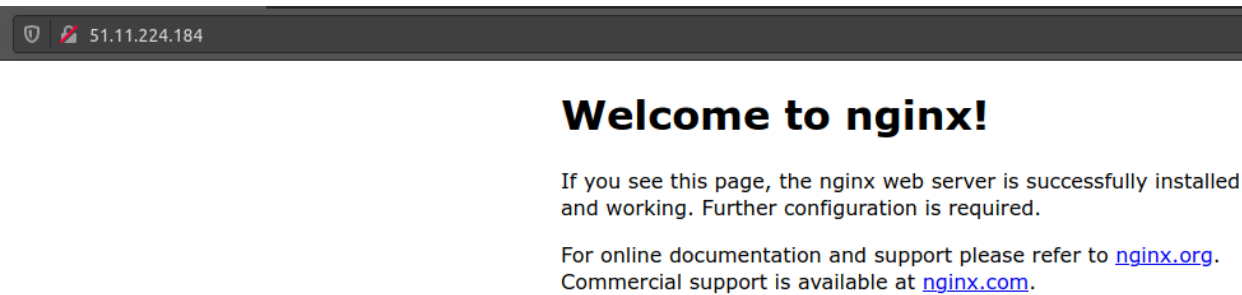 51.11.224.184
Welcome to nginx!
If you see this page, the nginx web server is successfully installed
and working. Further configuration is required.
For online documentation and support please refer to nginx.org.
Commercial support is available at nginx.com.